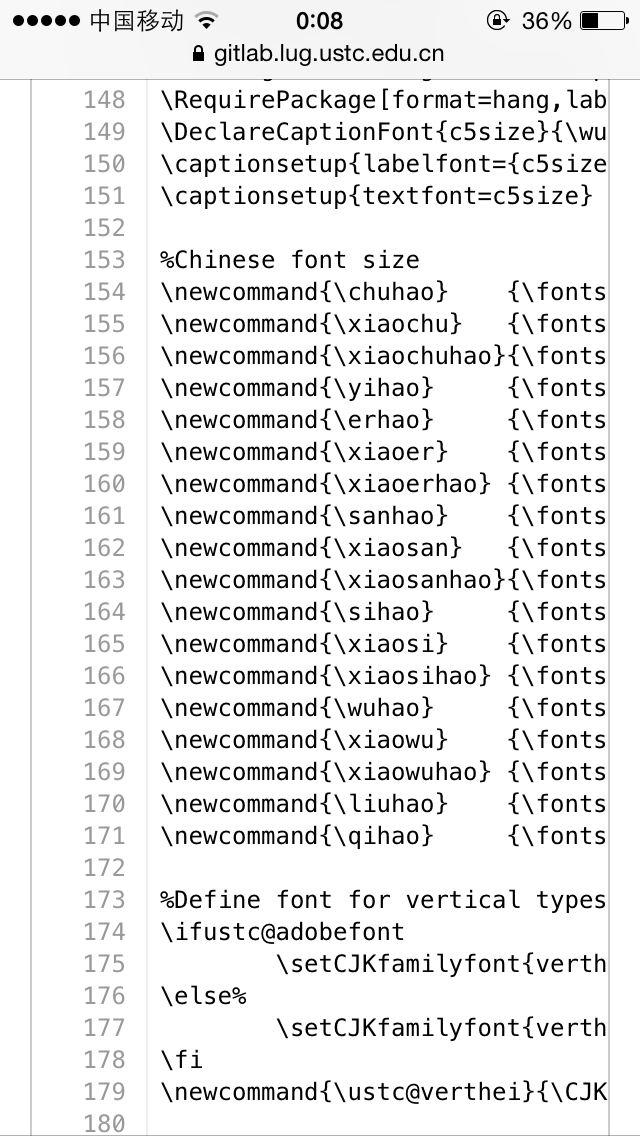 中国移动 0:08 36%
gitlab.lug.ustc.edu.cn
148 \RequirePackage[format=hang,lab
149 \DeclareCaptionFont{c5size}{\wu
150 \captionsetup{labelfont={c5size
151 \captionsetup{textfont=c5size}
152
153 %Chinese font size
154 \newcommand{\chuhao} {\fonts
155 \newcommand{\xiaochu} {\fonts
156 \newcommand{\xiaochuhao}{\fonts
157 \newcommand{\yihao} {\fonts
158 \newcommand{\erhao} {\fonts
159 \newcommand{\xiaoer} {\fonts
160 \newcommand{\xiaoerhao} {\fonts
161 \newcommand{\sanhao} {\fonts
162 \newcommand{\xiaosan} {\fonts
163 \newcommand{\xiaosanhao}{\fonts
164 \newcommand{\sihao} {\fonts
165 \newcommand{\xiaosi} {\fonts
166 \newcommand{\xiaosihao} {\fonts
167 \newcommand{\wuhao} {\fonts
168 \newcommand{\xiaowu} {\fonts
169 \newcommand{\xiaowuhao} {\fonts
170 \newcommand{\liuhao} {\fonts
171 \newcommand{\qihao} {\fonts
172
173 %Define font for vertical types
174 \ifustc@adobefont
175 \setCJKfamilyfont{verth
176 \else%
177 \setCJKfamilyfont{verth
178 \fi
179 \newcommand{\ustc@verthei}{\CJK
180